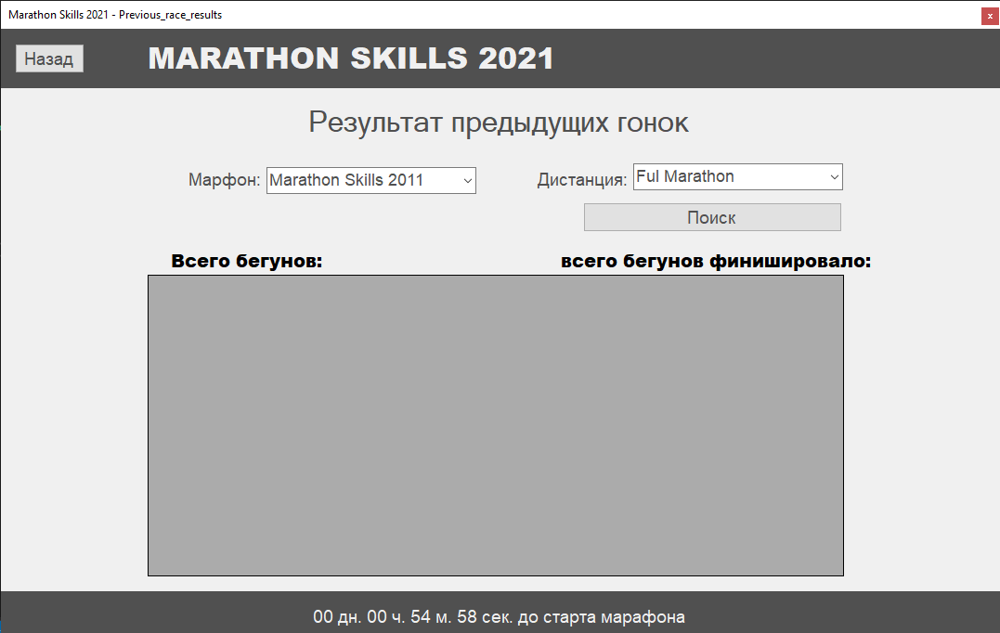 Marathon Skills 2021 - Previous_race_results
x
Назад
MARATHON SKILLS 2021
Результат предыдущих гонок
Марфон: Marathon Skills 2011
Дистанция: Ful Marathon
Поиск
Всего бегунов:
всего бегунов финишировало:
00 дн. 00 ч. 54 м. 58 сек. до старта марафона